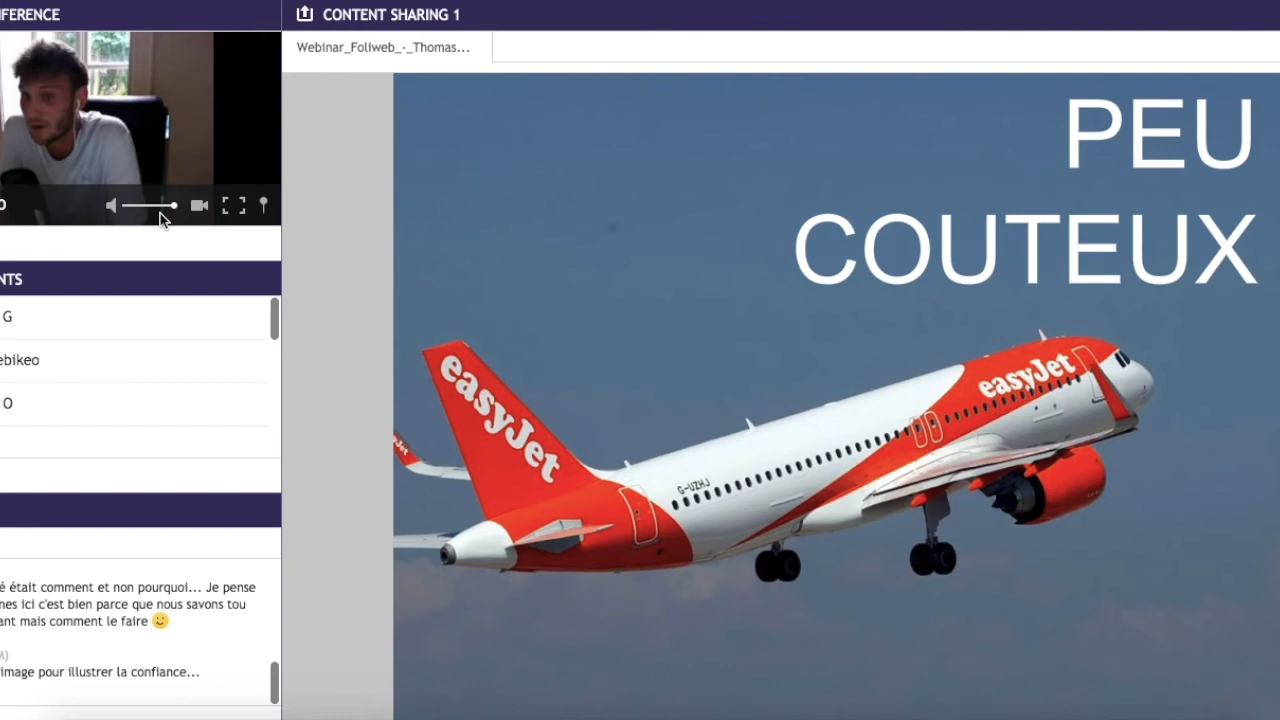 FERENCE
CONTENT SHARING 1
Webinar_Foliweb_-_Thomas...
PEU
COUTEUX
easyJet
easyJet
G-UZHJ
NTS
G
ebikeo
O
é était comment et non pourquoi... Je pense
nes ici c'est bien parce que nous savons tou
ant mais comment le faire 🙂
M)
image pour illustrer la confiance...